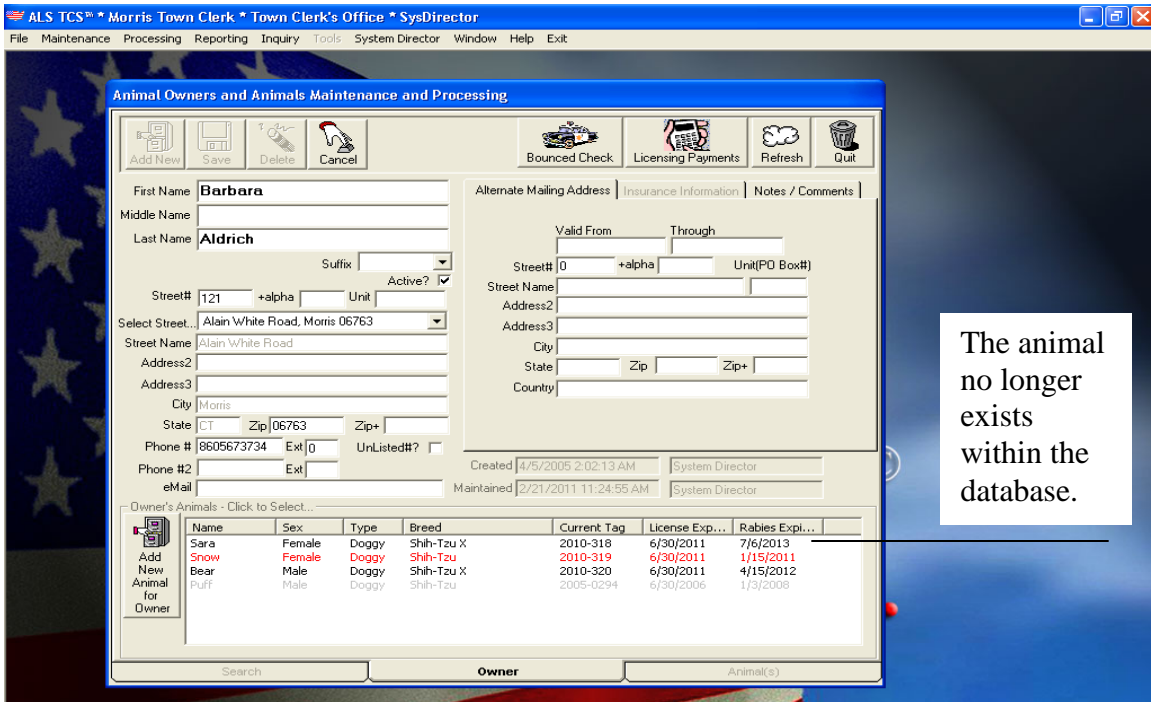 ALS TCS™ * Morris Town Clerk * Town Clerk's Office * SysDirector
File Maintenance Processing Reporting Inquiry Tools System Director Window Help Exit
Animal Owners and Animals Maintenance and Processing
Add New Save Delete Cancel Bounced Check Licensing Payments Refresh Quit
First Name Barbara
Middle Name
Last Name Aldrich
Suffix
Active?
Street# 121 +alpha Unit
Select Street... Alain White Road, Morris 06763
Street Name Alain White Road
Address2
Address3
City Morris
State CT Zip 06763 Zip+
Phone # 8605673734 Ext 0 UnListed#?
Phone #2 Ext
eMail
Alternate Mailing Address Insurance Information Notes / Comments
Valid From Through
Street# 0 +alpha Unit(PO Box#)
Street Name
Address2
Address3
City
State Zip Zip+
Country
Created 4/5/2005 2:02:13 AM System Director
Maintained 2/21/2011 11:24:55 AM System Director
Owner's Animals - Click to Select...
Add
New
Animal
for
Owner
Name Sex Type Breed Current Tag License Exp... Rabies Expi...
Sara Female Doggy Shih-Tzu X 2010-318 6/30/2011 7/6/2013
Snow Female Doggy Shih-Tzu 2010-319 6/30/2011 1/15/2011
Bear Male Doggy Shih-Tzu X 2010-320 6/30/2011 4/15/2012
Puff Male Doggy Shih-Tzu 2005-0294 6/30/2006 1/3/2008
Search Owner Animal(s)
The animal
no longer
exists
within the
database.